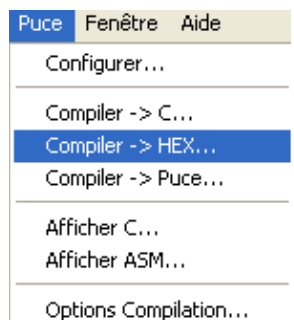 Puce Fenêtre Aide
Configurer...
Compiler -> C...
Compiler -> HEX...
Compiler -> Puce...
Afficher C...
Afficher ASM...
Options Compilation...